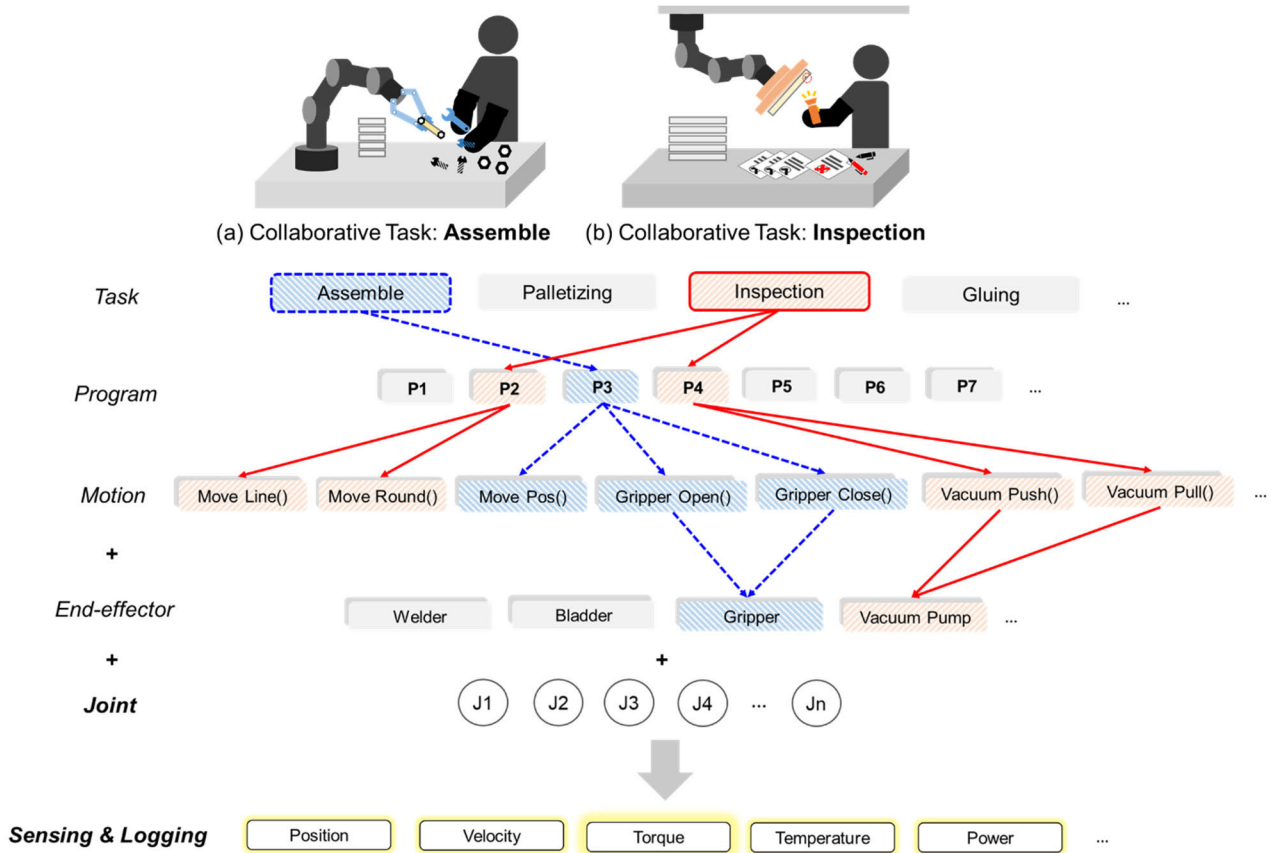 (a) Collaborative Task: Assemble
(b) Collaborative Task: Inspection
Task
Assemble
Palletizing
Inspection
Gluing
...
Program
P1
P2
P3
P4
P5
P6
P7
...
Motion
Move Line()
Move Round()
Move Pos()
Gripper Open()
Gripper Close()
Vacuum Push()
Vacuum Pull()
...
+
End-effector
Welder
Bladder
Gripper
Vacuum Pump
...
+
+
Joint
J1
J2
J3
J4
...
Jn
Sensing & Logging
Position
Velocity
Torque
Temperature
Power
...